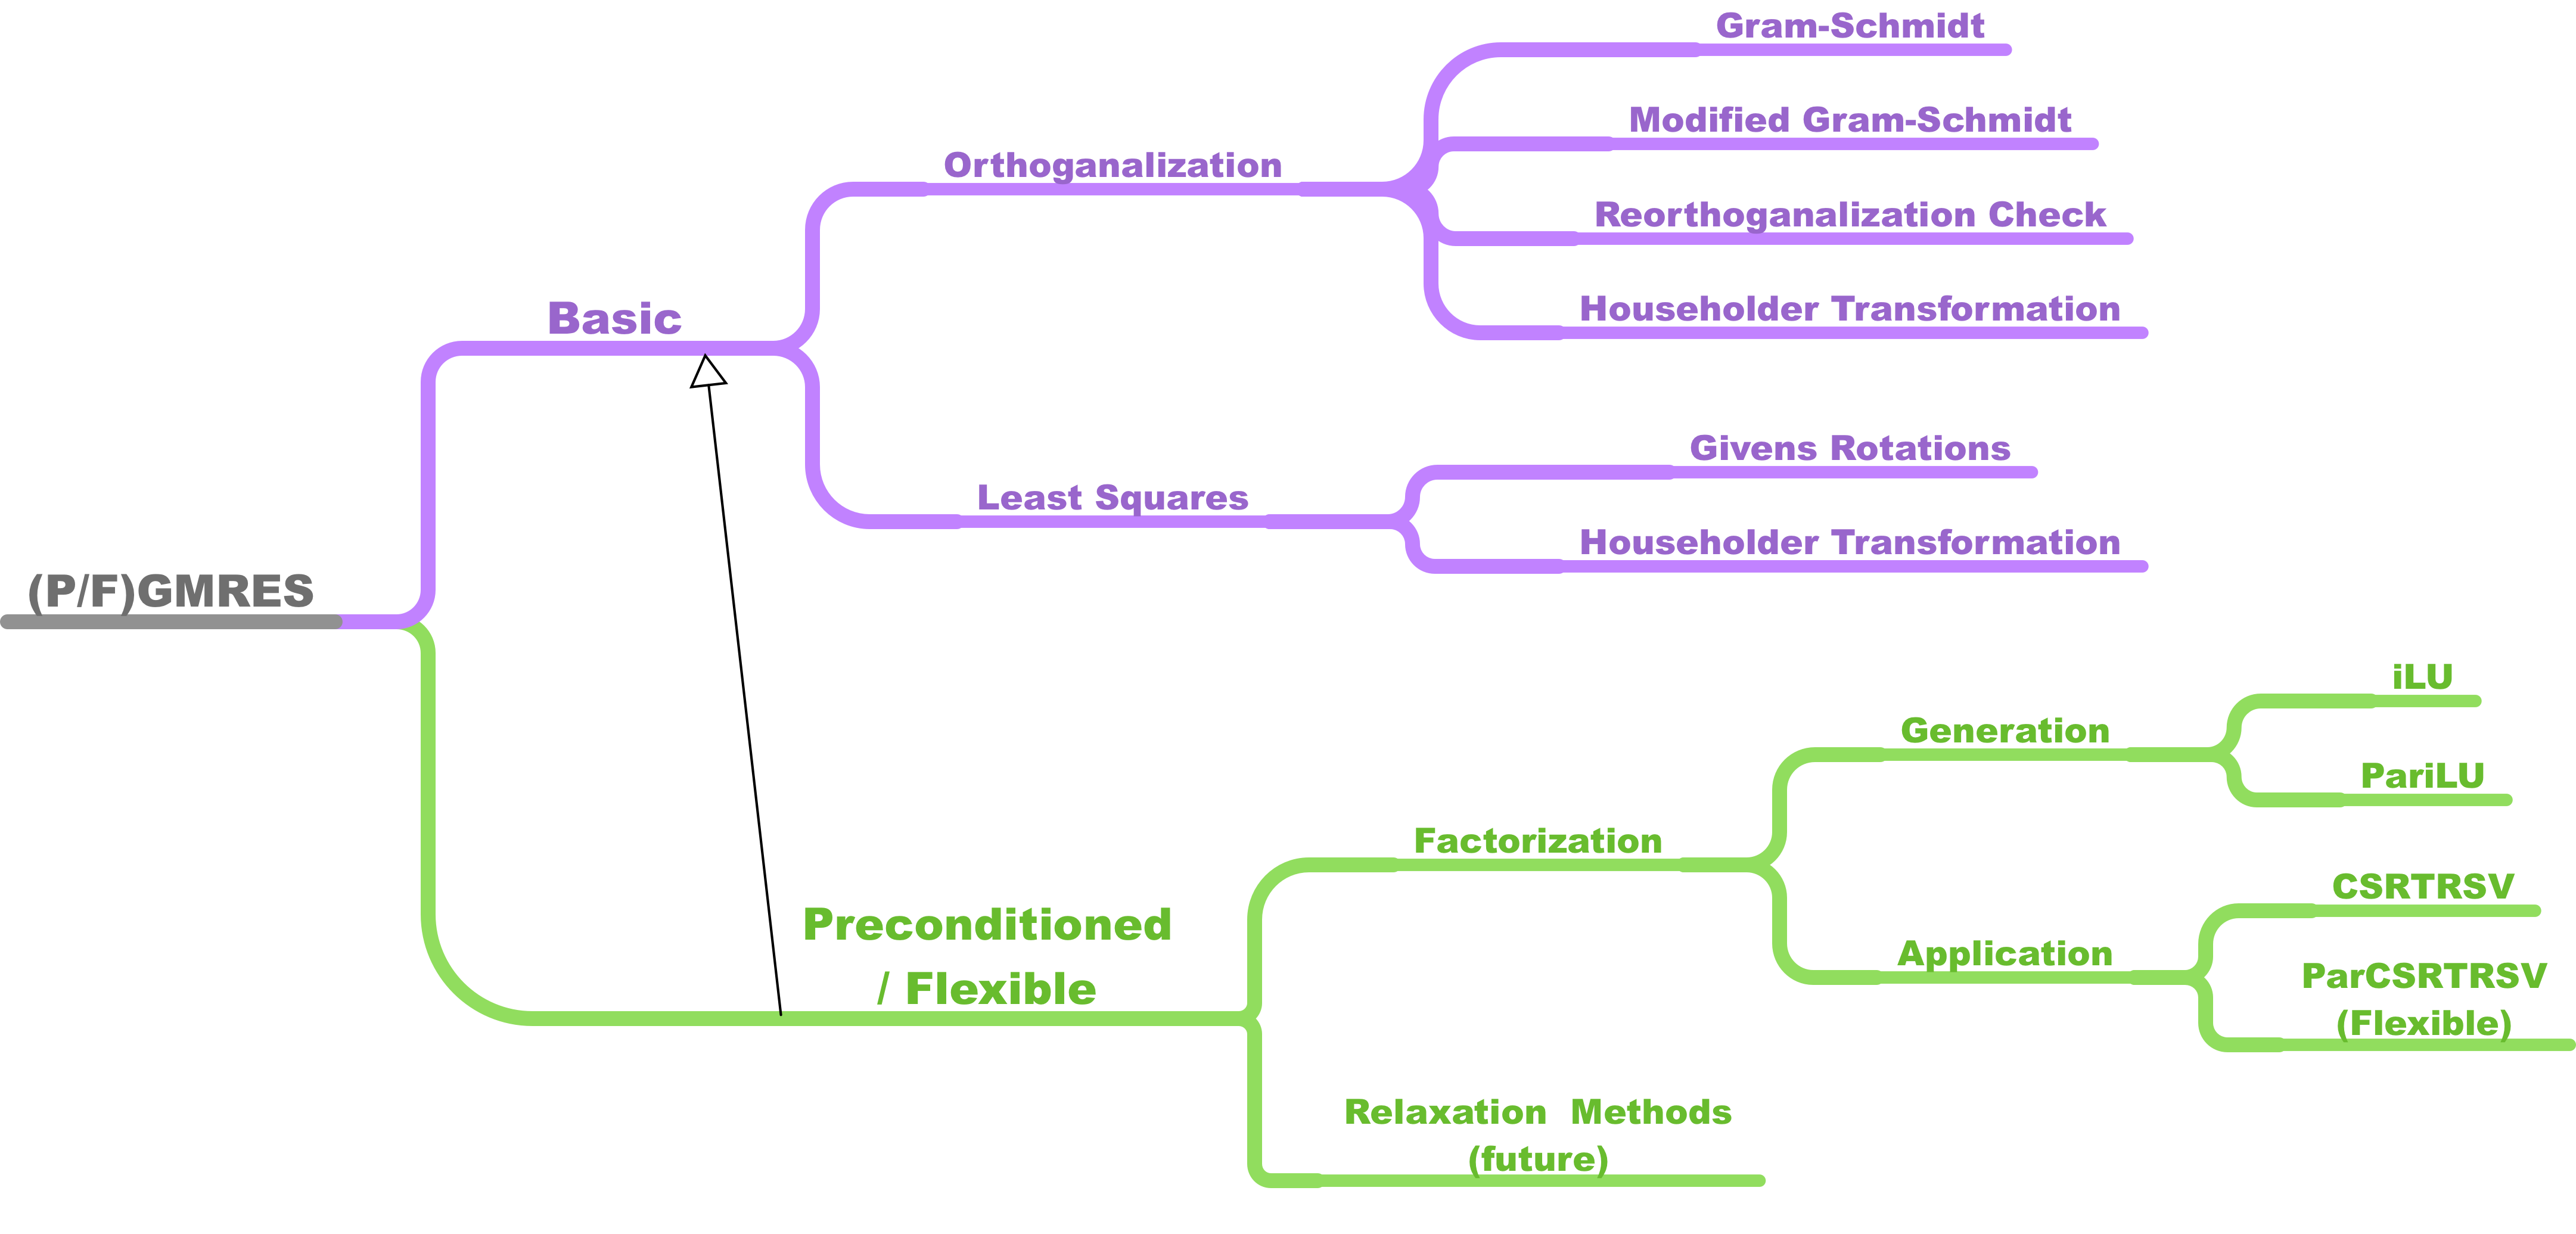 (P/F)GMRES
Basic
Orthoganalization
Gram-Schmidt
Modified Gram-Schmidt
Reorthoganalization Check
Householder Transformation
Least Squares
Givens Rotations
Householder Transformation
Preconditioned
/ Flexible
Factorization
Generation
iLU
PariLU
Application
CSRTRSV
ParCSRTRSV
(Flexible)
Relaxation Methods
(future)